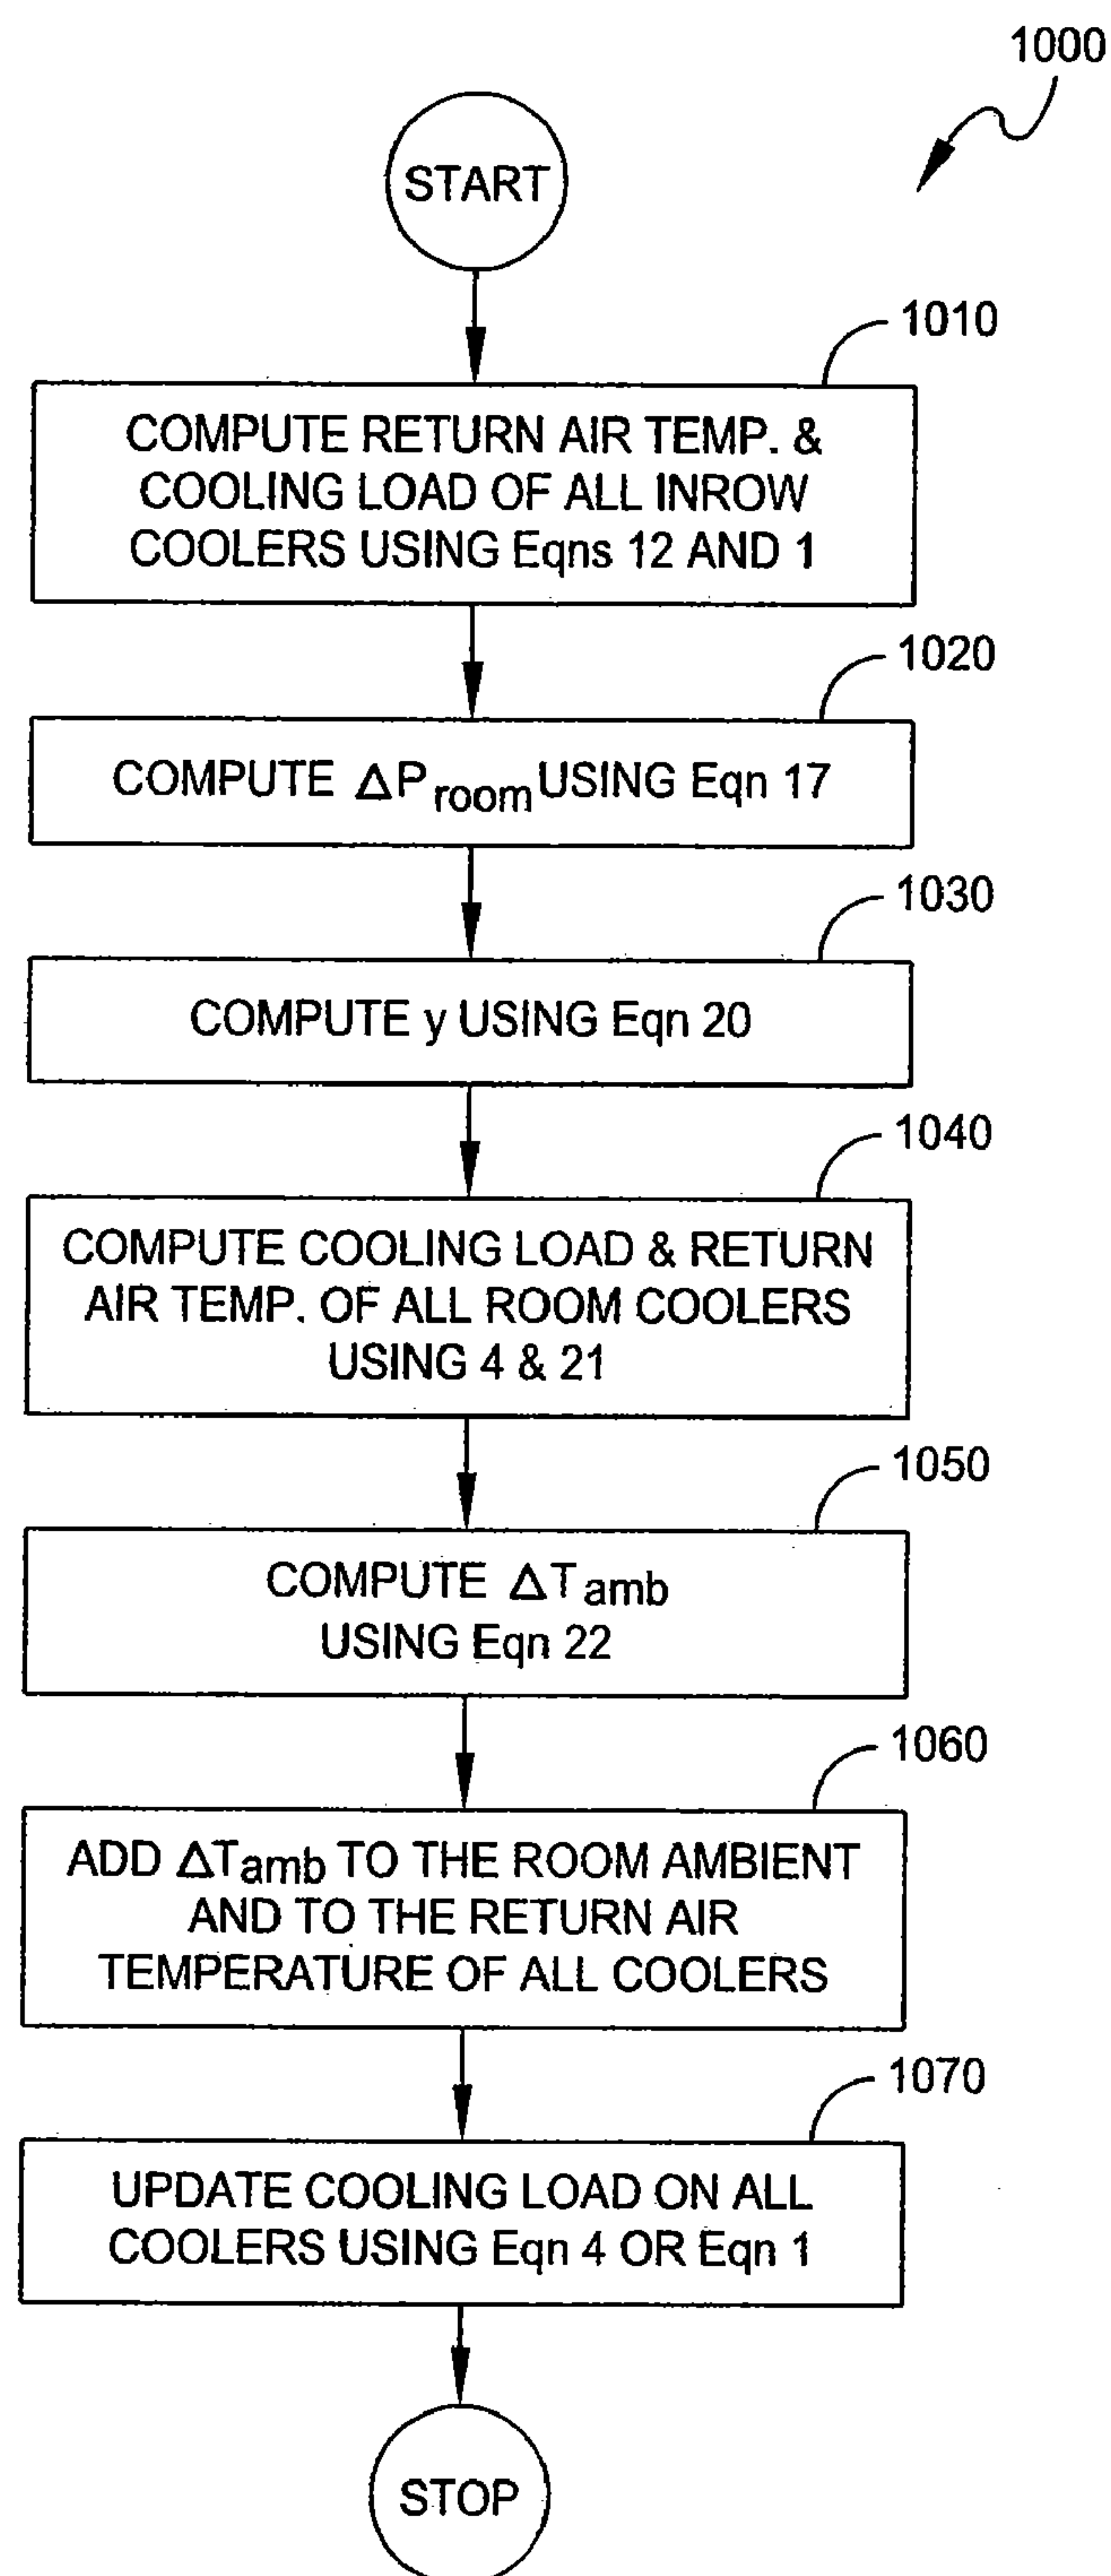 1000
START
1010
COMPUTE RETURN AIR TEMP. &
COOLING LOAD OF ALL INROW
COOLERS USING Eqns 12 AND 1
1020
COMPUTE ΔProom USING Eqn 17
1030
COMPUTE y USING Eqn 20
1040
COMPUTE COOLING LOAD & RETURN
AIR TEMP. OF ALL ROOM COOLERS
USING 4 & 21
1050
COMPUTE ΔTamb
USING Eqn 22
1060
ADD ΔTamb TO THE ROOM AMBIENT
AND TO THE RETURN AIR
TEMPERATURE OF ALL COOLERS
1070
UPDATE COOLING LOAD ON ALL
COOLERS USING Eqn 4 OR Eqn 1
STOP